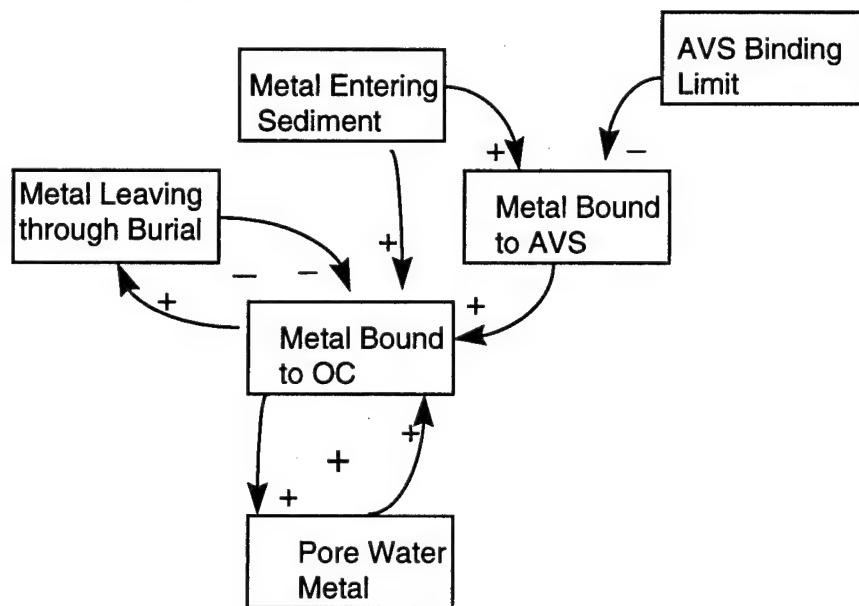 AVS Binding
Limit
Metal Entering
Sediment
+
−
Metal Leaving
through Burial
Metal Bound
to AVS
+
−
−
+
+
Metal Bound
to OC
+
+
+
Pore Water
Metal